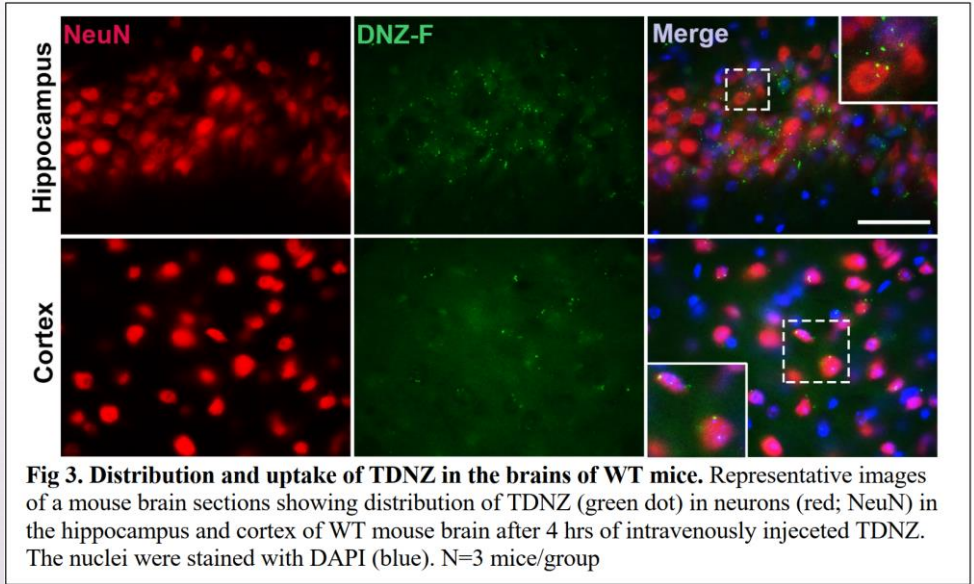 NeuN
DNZ-F
Merge
Hippocampus
Cortex
Fig 3. Distribution and uptake of TDNZ in the brains of WT mice. Representative images
of a mouse brain sections showing distribution of TDNZ (green dot) in neurons (red; NeuN) in
the hippocampus and cortex of WT mouse brain after 4 hrs of intravenously injeceted TDNZ.
The nuclei were stained with DAPI (blue). N=3 mice/group